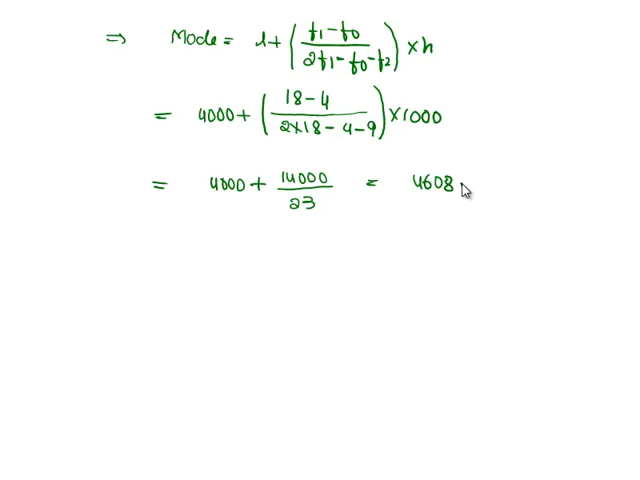 ⇒ Mode = l + ( (f1 - f0) / (2f1 - f0 - f2) ) × h
= 4000 + ( (18 - 4) / (2×18 - 4 - 9) ) × 1000
= 4000 + 14000 / 23 = 4608